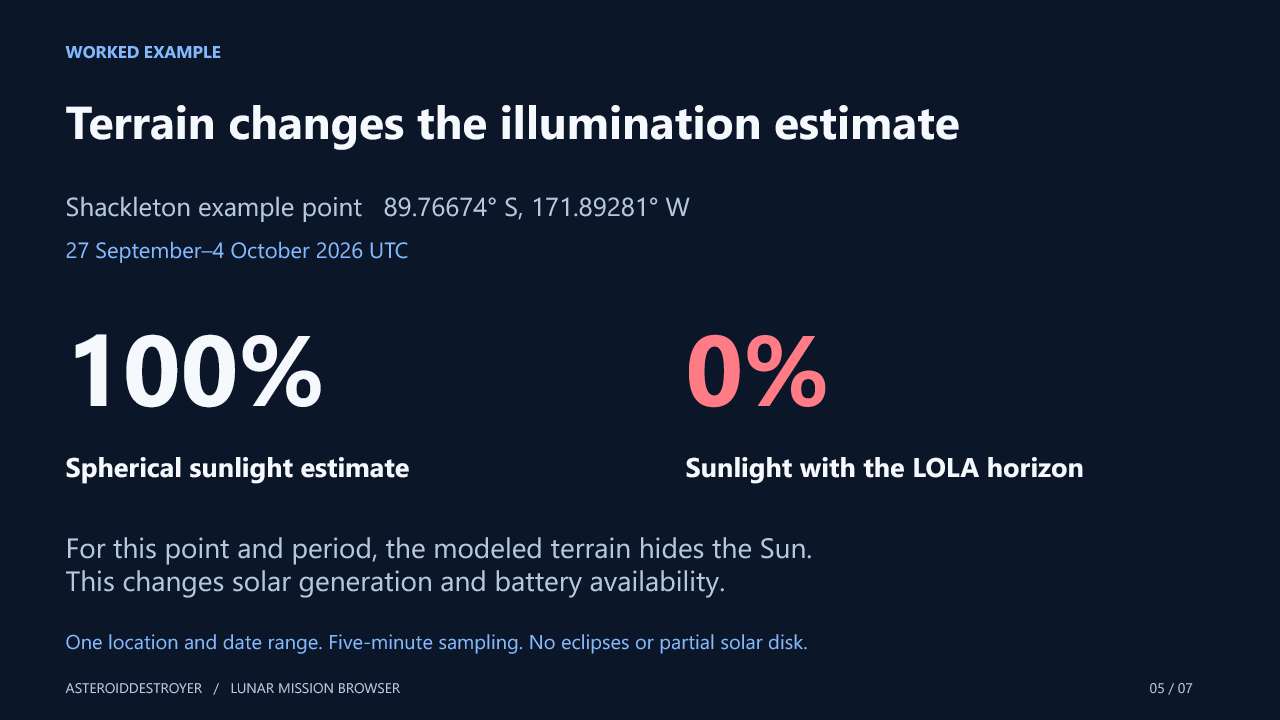 WORKED EXAMPLE
Terrain changes the illumination estimate
Shackleton example point 89.76674° S, 171.89281° W
27 September–4 October 2026 UTC
100%
0%
Spherical sunlight estimate
Sunlight with the LOLA horizon
For this point and period, the modeled terrain hides the Sun.
This changes solar generation and battery availability.
One location and date range. Five-minute sampling. No eclipses or partial solar disk.
ASTEROIDDESTROYER / LUNAR MISSION BROWSER
05 / 07